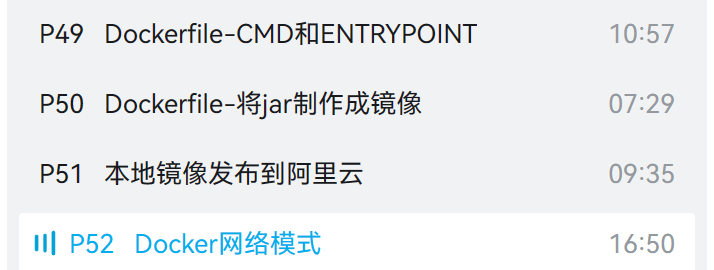 P49 Dockerfile-CMD和ENTRYPOINT 10:57
P50 Dockerfile-将jar制作成镜像 07:29
P51 本地镜像发布到阿里云 09:35
P52 Docker网络模式 16:50